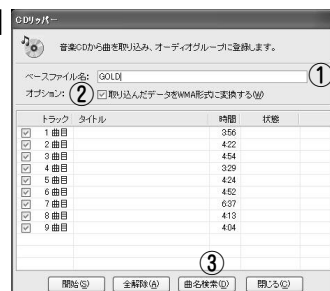 CDリッパー
音楽CDから曲を取り込み、オーディオグループに登録します。
ベースファイル名: GOLD
①
オプション: ② 取り込んだデータをWMA形式に変換する(W)
トラック タイトル 時間 状態
1 曲目 3:56
2 曲目 4:22
3 曲目 4:54
4 曲目 3:29
5 曲目 4:24
6 曲目 4:52
7 曲目 6:37
8 曲目 4:13
9 曲目 4:04
③
開始(S) 全解除(A) 曲名検索(D) 閉じる(C)